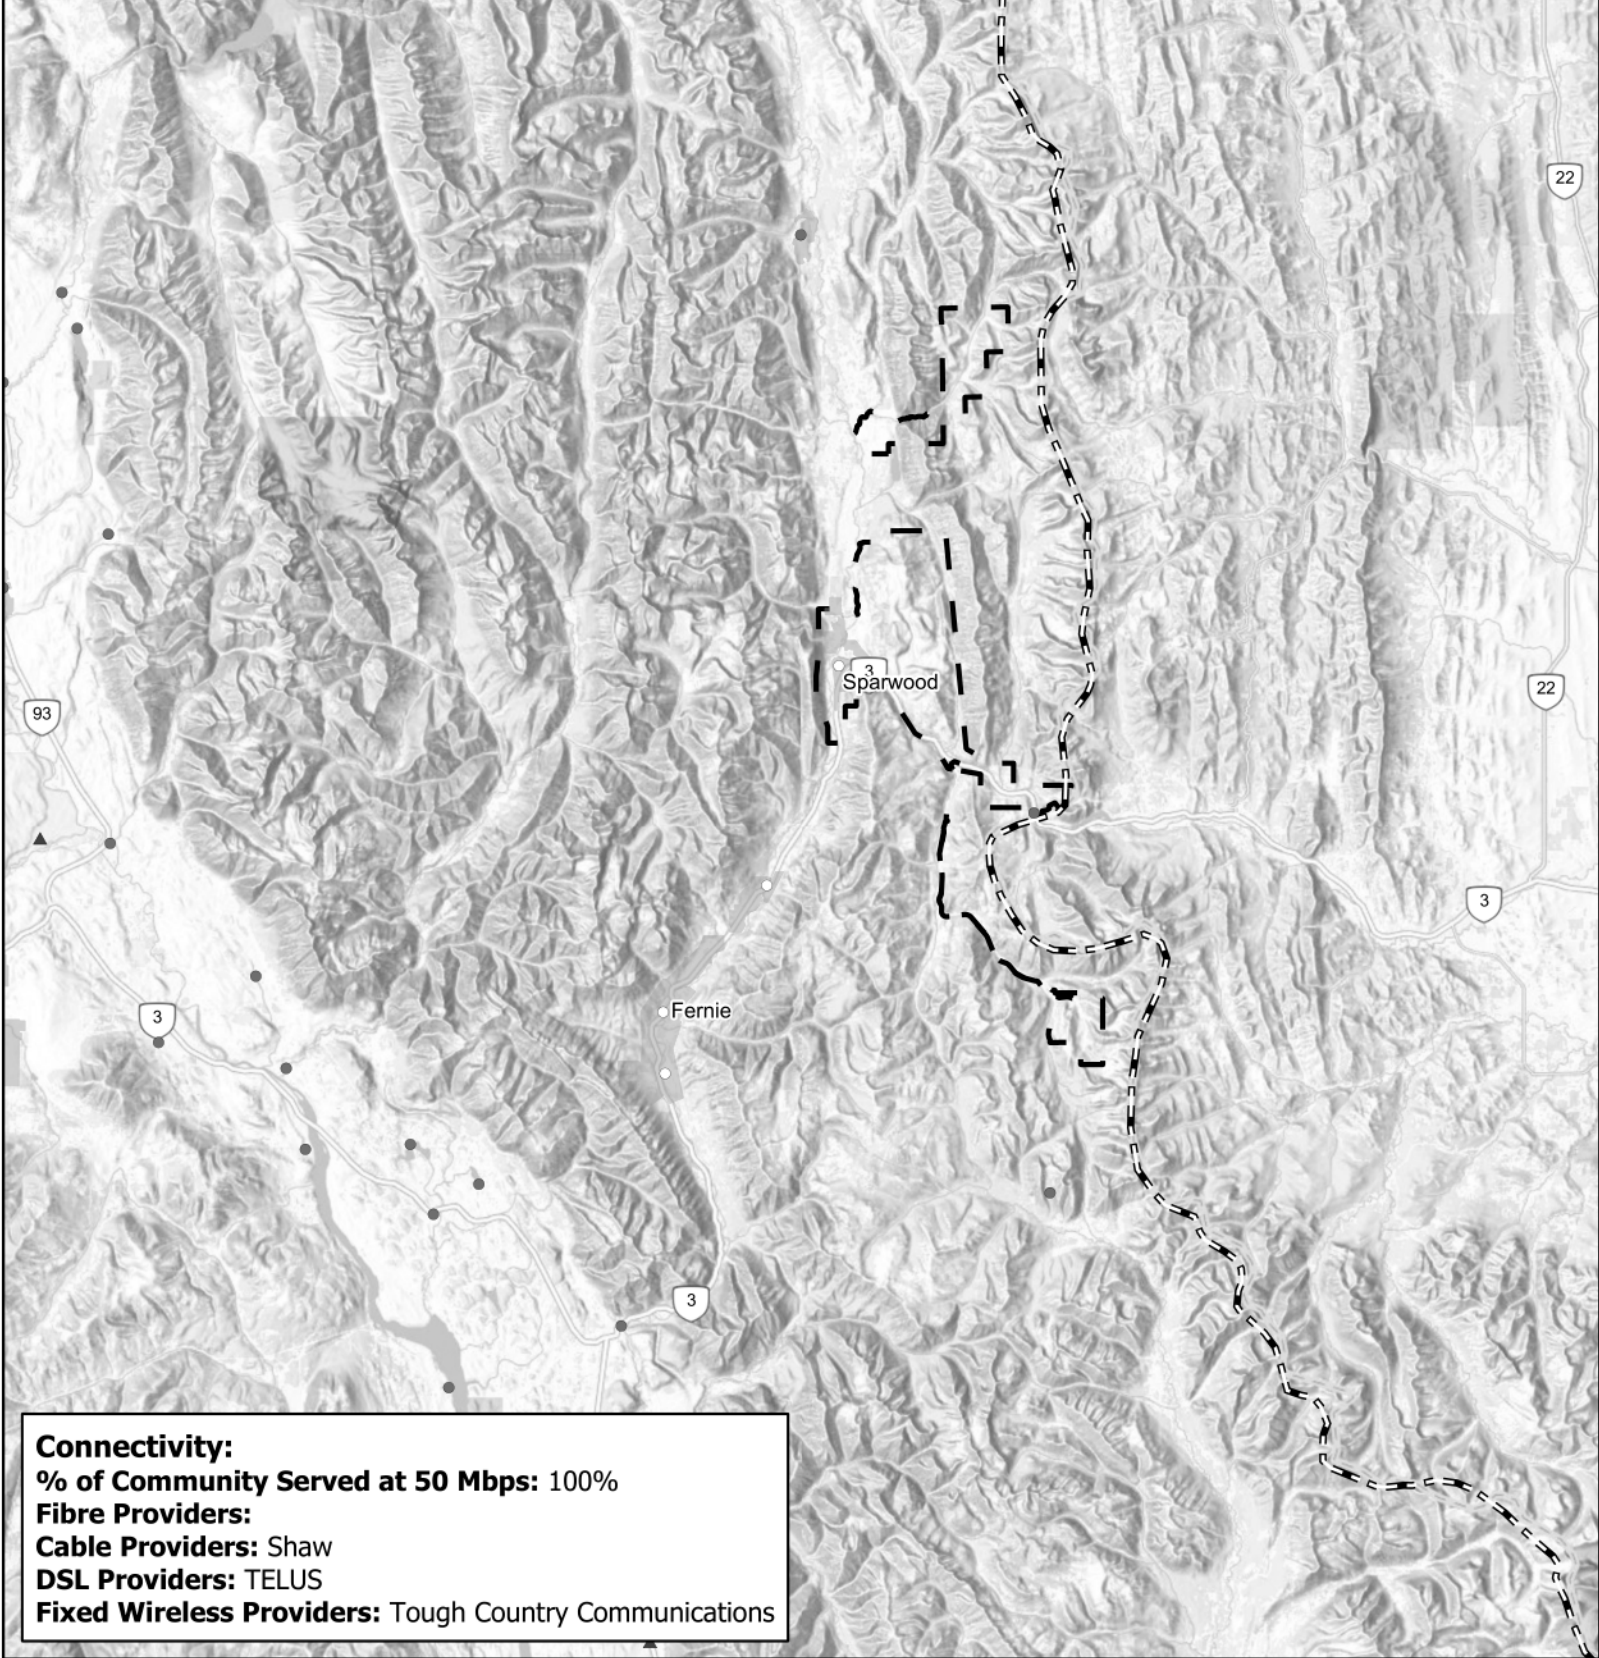 22
3
Sparwood
93
22
3
Fernie
3
3
Connectivity:
% of Community Served at 50 Mbps: 100%
Fibre Providers:
Cable Providers: Shaw
DSL Providers: TELUS
Fixed Wireless Providers: Tough Country Communications